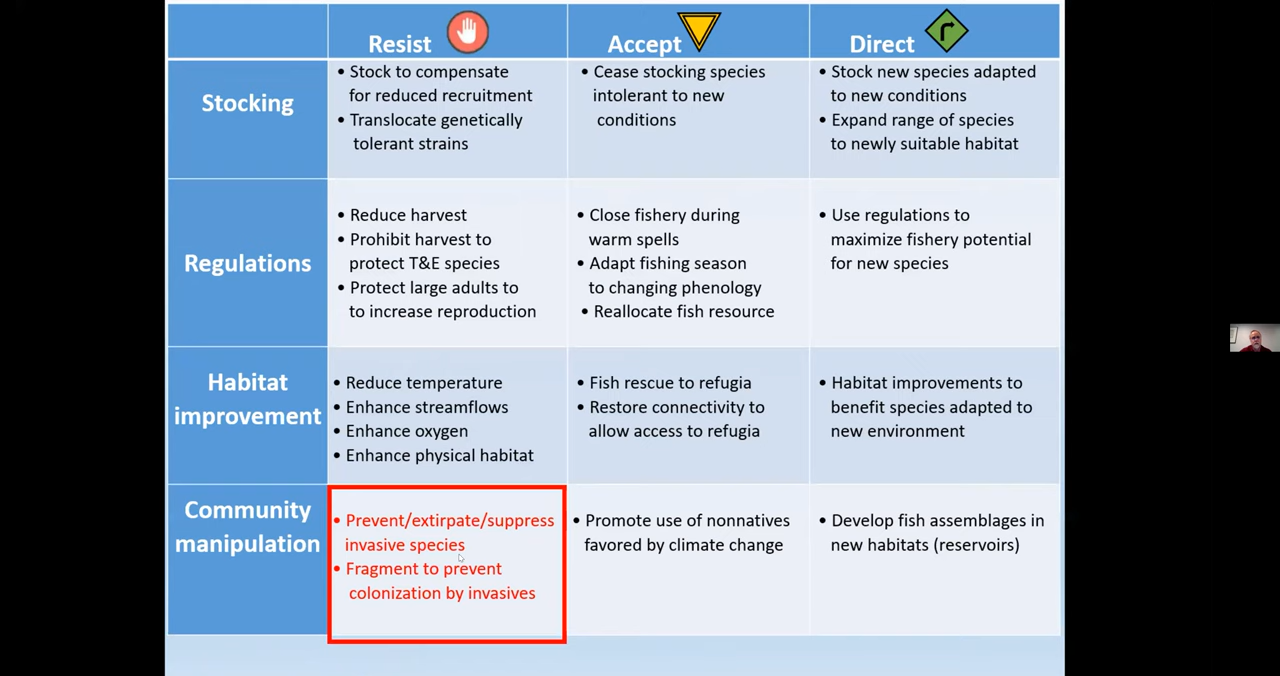 Resist
Accept
Direct
Stocking
• Stock to compensate
for reduced recruitment
• Translocate genetically
tolerant strains
• Cease stocking species
intolerant to new
conditions
• Stock new species adapted
to new conditions
• Expand range of species
to newly suitable habitat
Regulations
• Reduce harvest
• Prohibit harvest to
protect T&E species
• Protect large adults to
to increase reproduction
• Close fishery during
warm spells
• Adapt fishing season
to changing phenology
• Reallocate fish resource
• Use regulations to
maximize fishery potential
for new species
Habitat
improvement
• Reduce temperature
• Enhance streamflows
• Enhance oxygen
• Enhance physical habitat
• Fish rescue to refugia
• Restore connectivity to
allow access to refugia
• Habitat improvements to
benefit species adapted to
new environment
Community
manipulation
• Prevent/extirpate/suppress
invasive species
• Fragment to prevent
colonization by invasives
• Promote use of nonnatives
favored by climate change
• Develop fish assemblages in
new habitats (reservoirs)